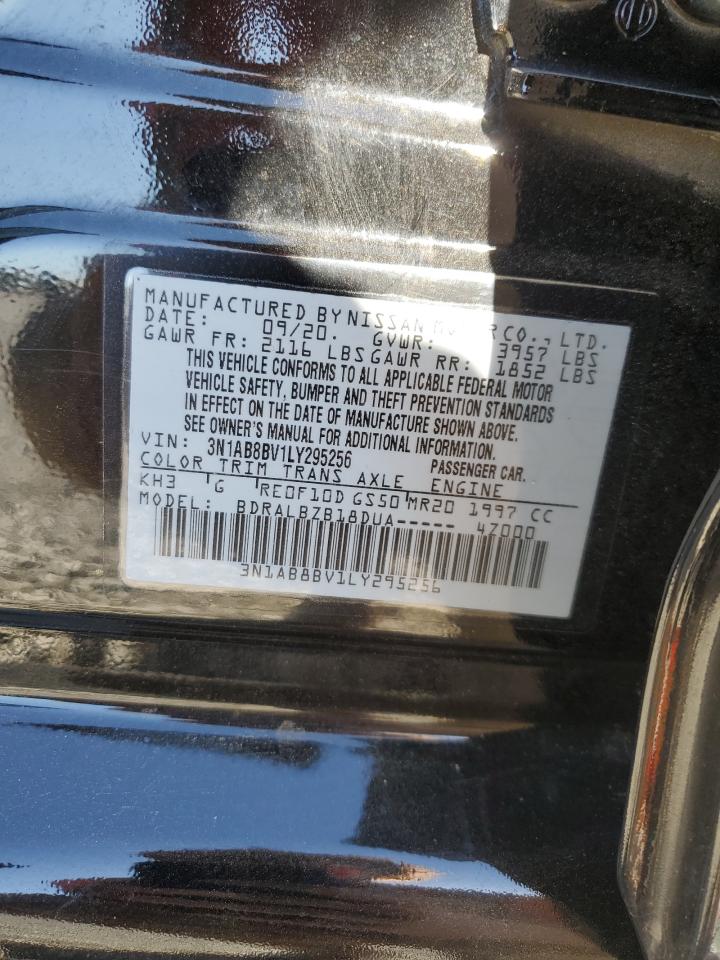 MANUFACTURED BY NISSAN CO., LTD.
DATE: 09/20. GVWR: 3957 LBS
GAWR FR: 2116 LBS GAWR RR: 1852 LBS
THIS VEHICLE CONFORMS TO ALL APPLICABLE FEDERAL MOTOR
VEHICLE SAFETY, BUMPER AND THEFT PREVENTION STANDARDS
IN EFFECT ON THE DATE OF MANUFACTURE SHOWN ABOVE.
SEE OWNER'S MANUAL FOR ADDITIONAL INFORMATION.
VIN: 3N1AB8BV1LY295256 PASSENGER CAR.
COLOR TRIM TRANS AXLE ENGINE
KH3 G RE0F10D GS50 MR20 1997 CC
MODEL: BDRALBZB18DUA----- 4Z000
3N1AB8BV1LY295256